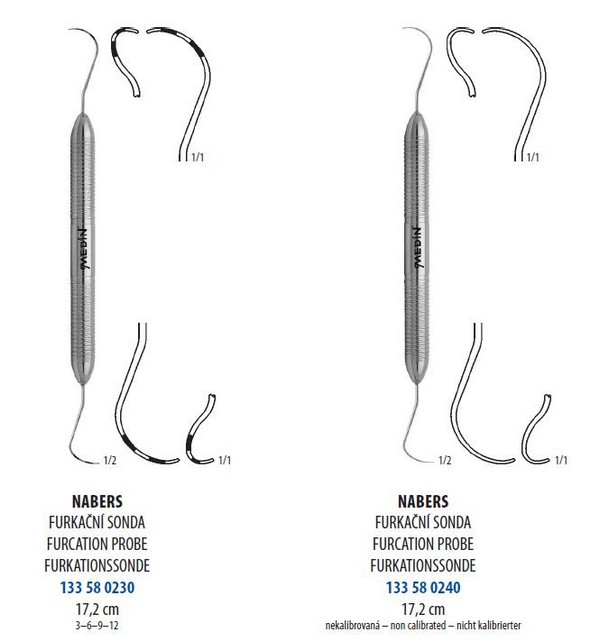 1/1
1/1
MEDIN
MEDIN
1/2
1/1
1/2
1/1
NABERS
FURKAČNÍ SONDA
FURCATION PROBE
FURKATIONSSONDE
133 58 0230
17,2 cm
3–6–9–12
NABERS
FURKAČNÍ SONDA
FURCATION PROBE
FURKATIONSSONDE
133 58 0240
17,2 cm
nekalibrovaná – non calibrated – nicht kalibrierter